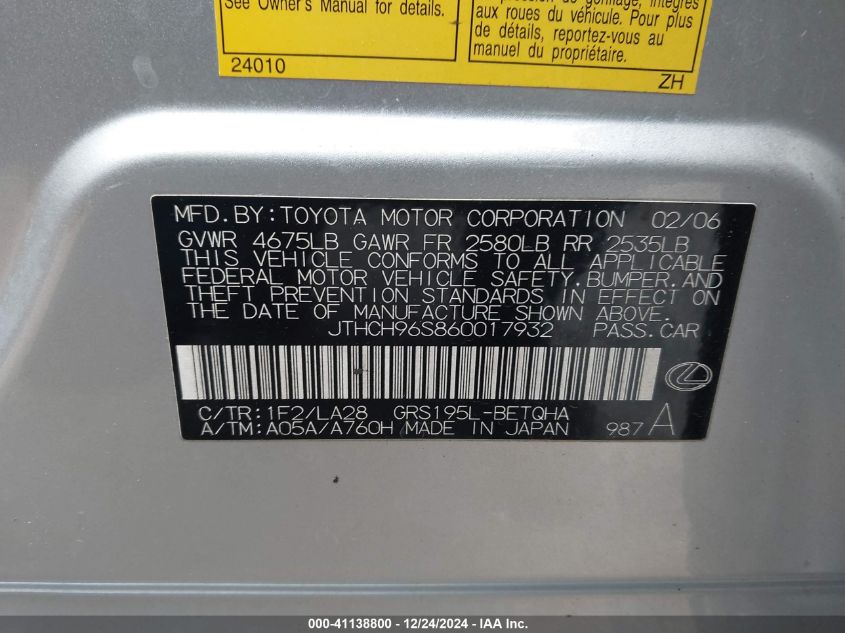 See Owner's Manual for details.
24010
aux roues du véhicule. Pour plus
de détails, reportez-vous au
manuel du propriétaire.
ZH
MFD.BY:TOYOTA MOTOR CORPORATION 02/06
GVWR 4675LB GAWR FR 2580LB RR 2535LB
THIS VEHICLE CONFORMS TO ALL APPLICABLE
FEDERAL MOTOR VEHICLE SAFETY,BUMPER,AND
THEFT PREVENTION STANDARDS IN EFFECT ON
THE DATE OF MANUFACTURE SHOWN ABOVE.
JTHCH96S860017932 PASS.CAR
C/TR:1F2/LA28 GRS195L-BETQHA
A/TM:A05A/A760H MADE IN JAPAN 987A
000-41138800 - 12/24/2024 - IAAI.com